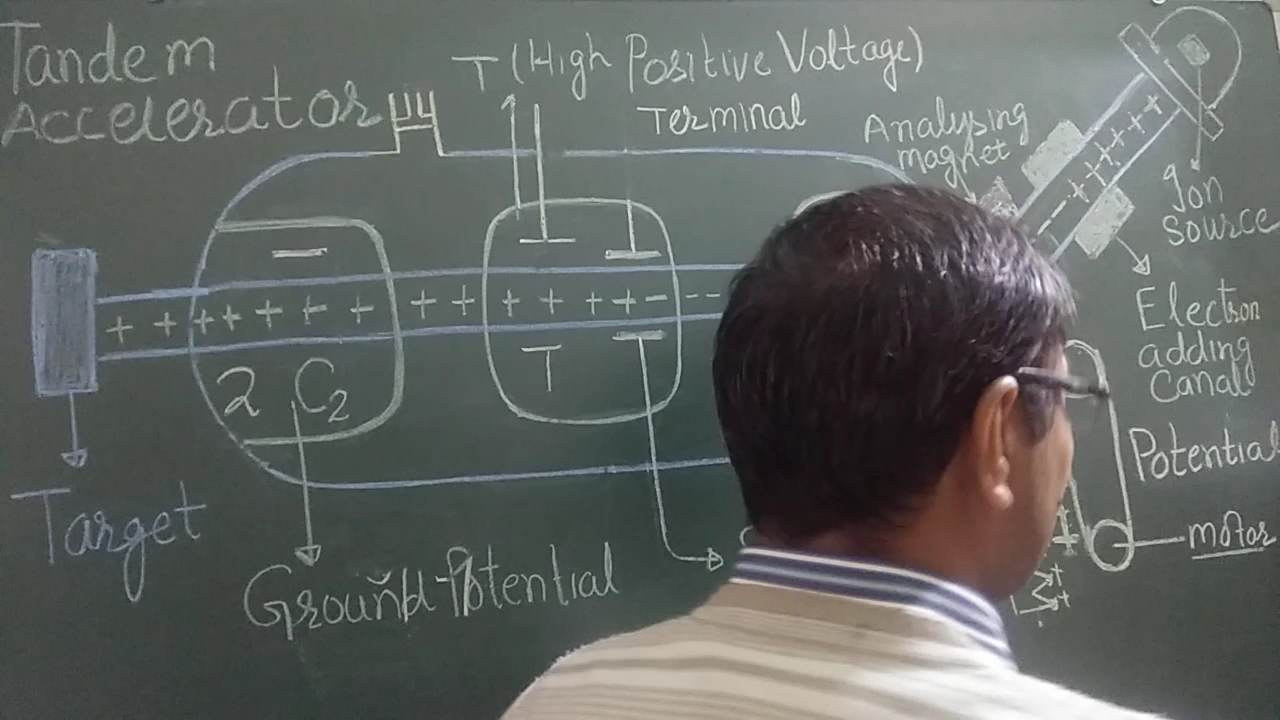 Tandem
Accelerator
T (High Positive Voltage)
Terminal
Analysing
magnet
Ion
Source
Electron
adding
Canal
Potential
motor
+ + + + + + + + + + + + + - - -
T
2 C2
Target
Ground-Potential